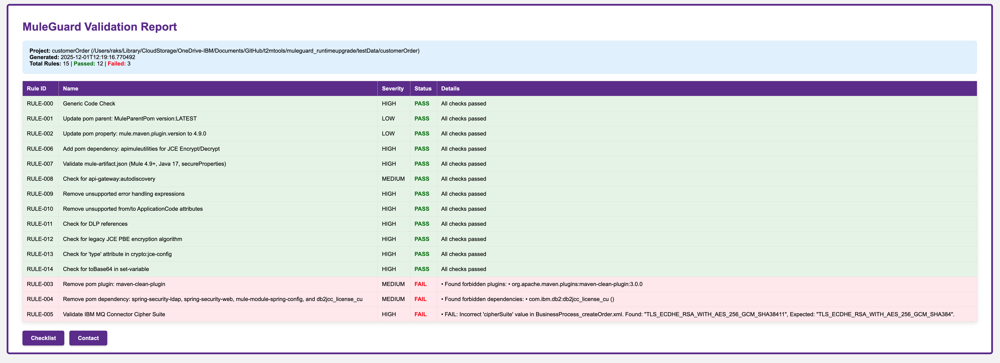 MuleGuard Validation Report
Project: customerOrder (/Users/raks/Library/CloudStorage/OneDrive-IBM/Documents/GitHub/t2mtools/muleguard_runtimeupgrade/testData/customerOrder)
Generated: 2025-12-01T12:19:16.770492
Total Rules: 15 | Passed: 12 | Failed: 3
Rule ID Name Severity Status Details
RULE-000 Generic Code Check HIGH PASS All checks passed
RULE-001 Update pom parent: MuleParentPom version:LATEST LOW PASS All checks passed
RULE-002 Update pom property: mule.maven.plugin.version to 4.9.0 LOW PASS All checks passed
RULE-006 Add pom dependency: apimuleutilities for JCE Encrypt/Decrypt HIGH PASS All checks passed
RULE-007 Validate mule-artifact.json (Mule 4.9+, Java 17, secureProperties) HIGH PASS All checks passed
RULE-008 Check for api-gateway:autodiscovery MEDIUM PASS All checks passed
RULE-009 Remove unsupported error handling expressions HIGH PASS All checks passed
RULE-010 Remove unsupported from/to ApplicationCode attributes HIGH PASS All checks passed
RULE-011 Check for DLP references HIGH PASS All checks passed
RULE-012 Check for legacy JCE PBE encryption algorithm HIGH PASS All checks passed
RULE-013 Check for 'type' attribute in crypto:jce-config HIGH PASS All checks passed
RULE-014 Check for toBase64 in set-variable HIGH PASS All checks passed
RULE-003 Remove pom plugin: maven-clean-plugin MEDIUM FAIL • Found forbidden plugins: • org.apache.maven.plugins:maven-clean-plugin:3.0.0
RULE-004 Remove pom dependency: spring-security-ldap, spring-security-web, mule-module-spring-config, and db2jcc_license_cu MEDIUM FAIL • Found forbidden dependencies: • com.ibm.db2:db2jcc_license_cu ()
RULE-005 Validate IBM MQ Connector Cipher Suite HIGH FAIL • FAIL: Incorrect 'cipherSuite' value in BusinessProcess_createOrder.xml. Found: "TLS_ECDHE_RSA_WITH_AES_256_GCM_SHA38411", Expected: "TLS_ECDHE_RSA_WITH_AES_256_GCM_SHA384".
Checklist Contact